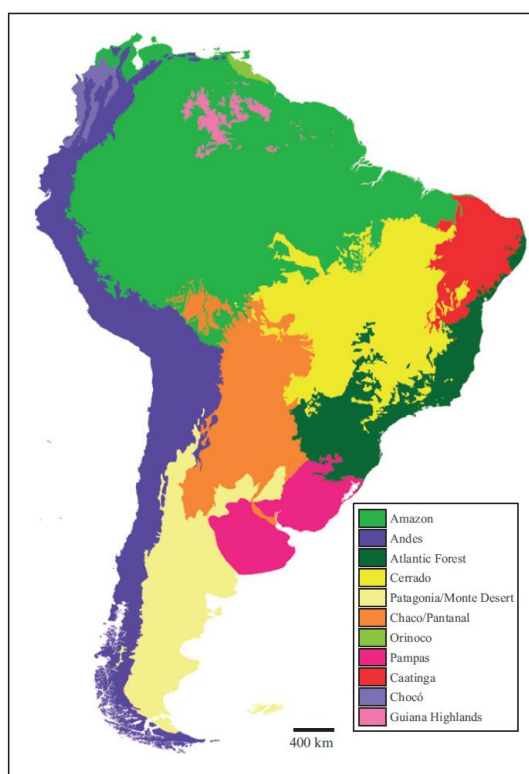 Amazon
Andes
Atlantic Forest
Cerrado
Patagonia/Monte Desert
Chaco/Pantanal
Orinoco
Pampas
Caatinga
Chocó
Guiana Highlands
400 km